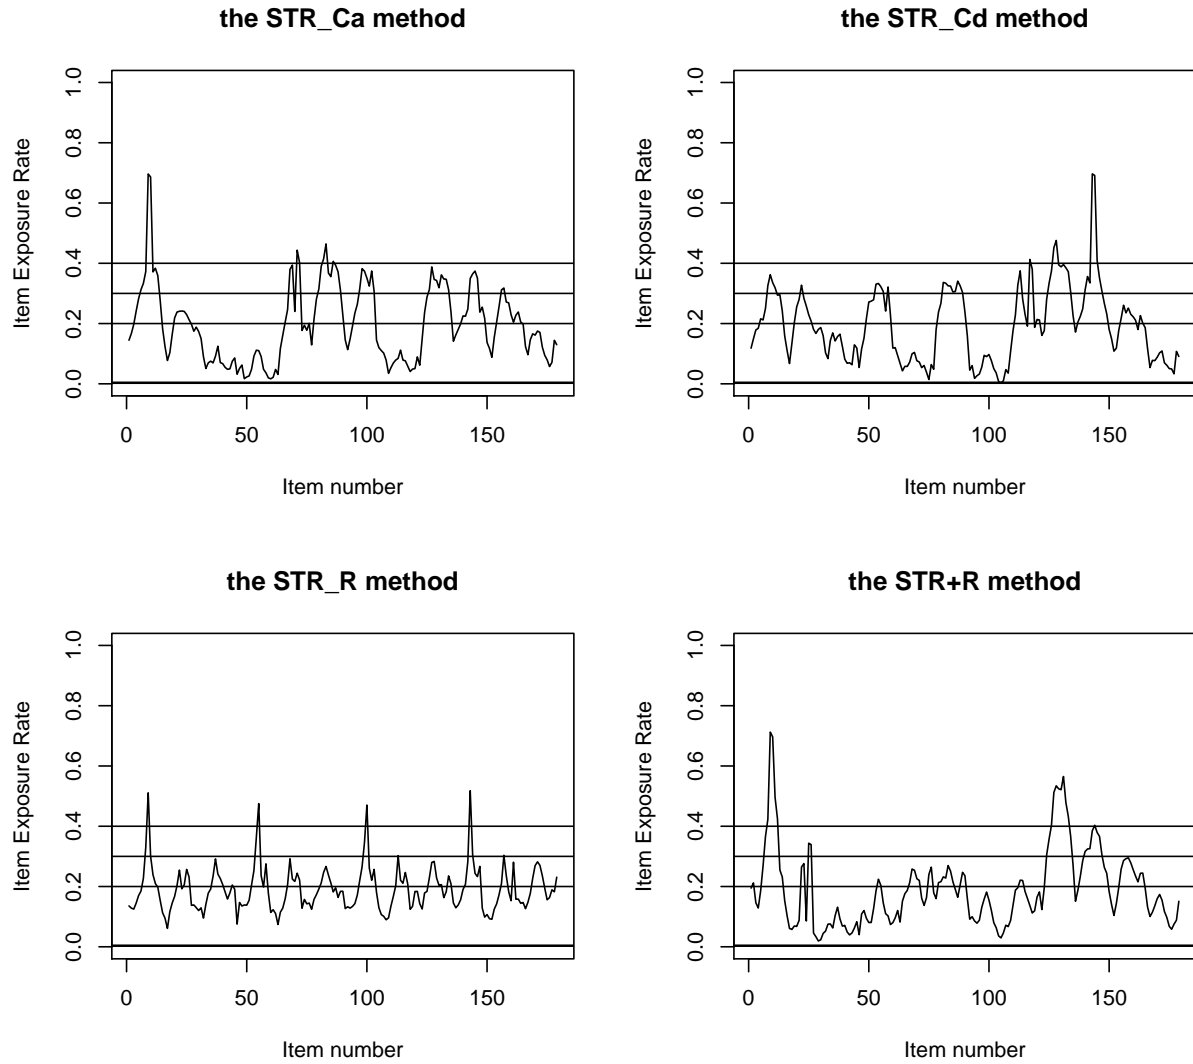 the STR_Ca method
Item Exposure Rate
0.0 0.2 0.4 0.6 0.8 1.0
0 50 100 150
Item number
the STR_Cd method
Item Exposure Rate
0.0 0.2 0.4 0.6 0.8 1.0
0 50 100 150
Item number
the STR_R method
Item Exposure Rate
0.0 0.2 0.4 0.6 0.8 1.0
0 50 100 150
Item number
the STR+R method
Item Exposure Rate
0.0 0.2 0.4 0.6 0.8 1.0
0 50 100 150
Item number